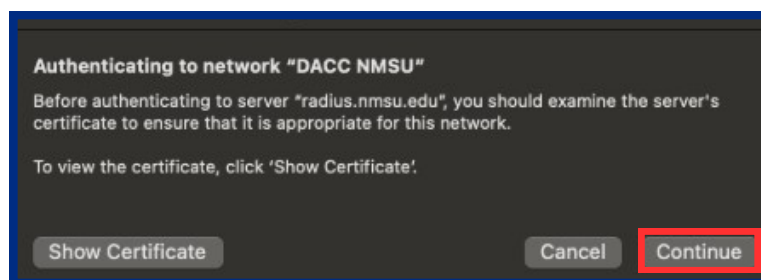 Authenticating to network “DACC NMSU”
Before authenticating to server “radius.nmsu.edu”, you should examine the server's
certificate to ensure that it is appropriate for this network.
To view the certificate, click ‘Show Certificate’.
Show Certificate
Cancel
Continue